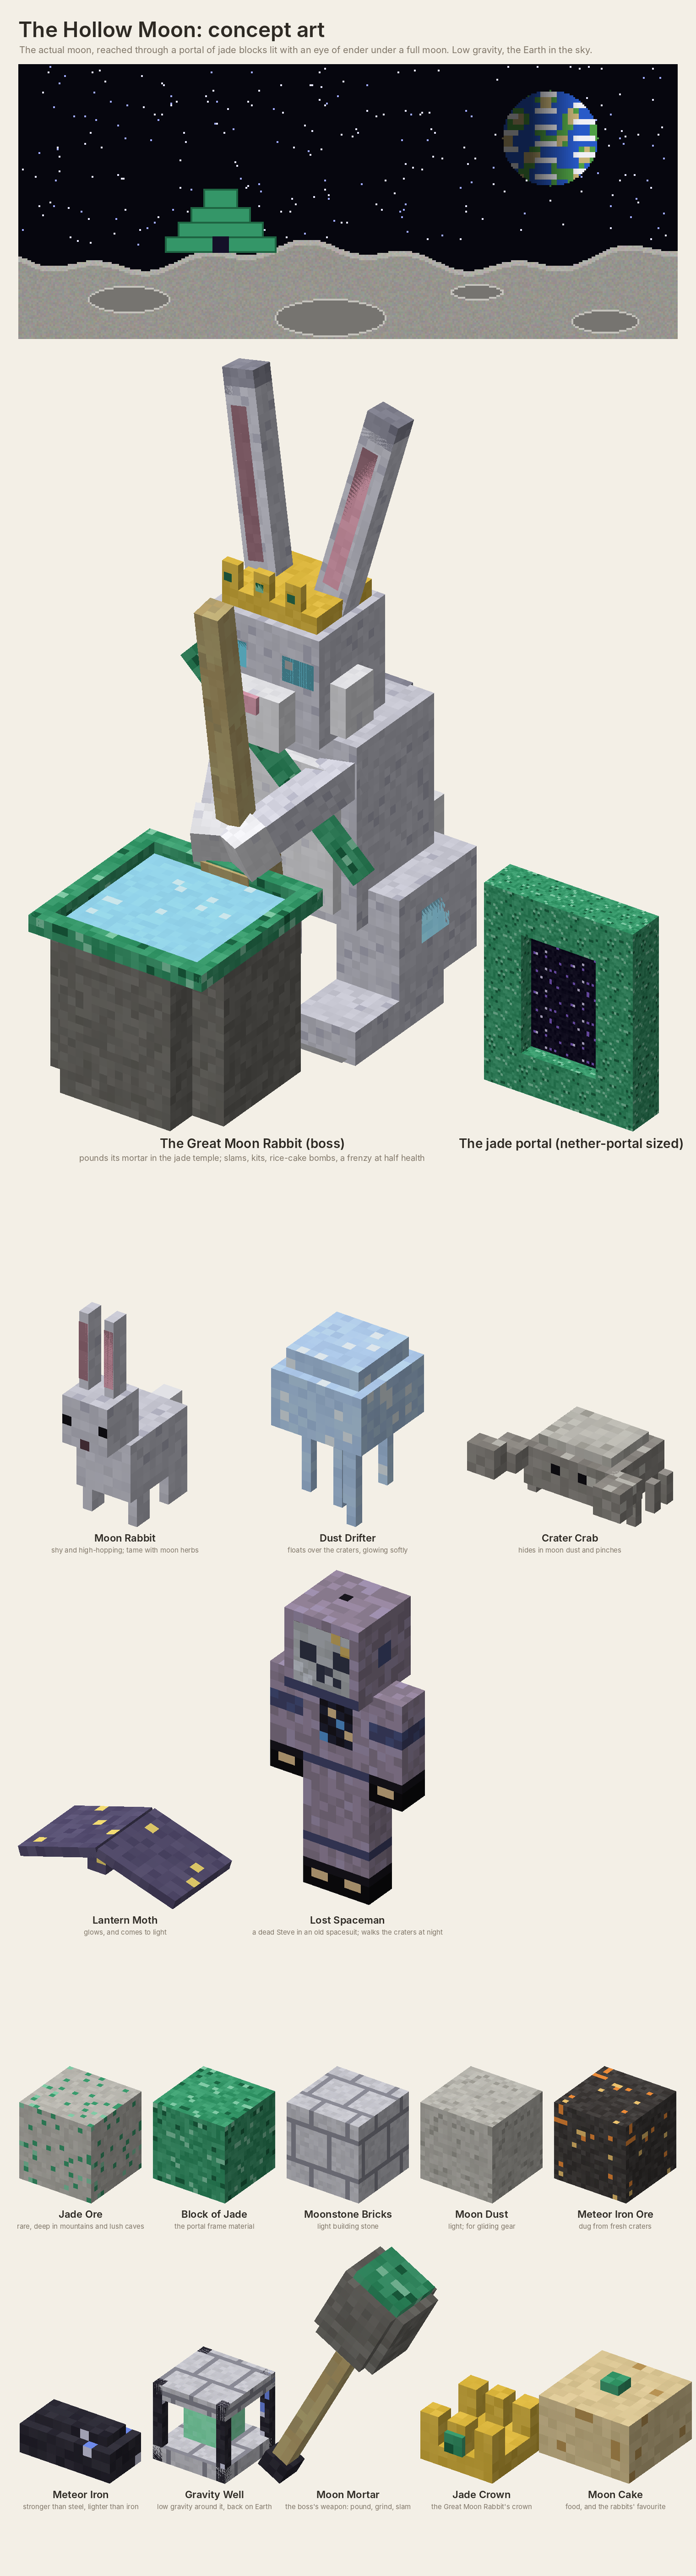 The Hollow Moon: concept art
The actual moon, reached through a portal of jade blocks lit with an eye of ender under a full moon. Low gravity, the Earth in the sky.
The Great Moon Rabbit (boss)
pounds its mortar in the jade temple; slams, kits, rice-cake bombs, a frenzy at half health
The jade portal (nether-portal sized)
Moon Rabbit
shy and high-hopping; tame with moon herbs
Dust Drifter
floats over the craters, glowing softly
Crater Crab
hides in moon dust and pinches
Lantern Moth
glows, and comes to light
Lost Spaceman
a dead Steve in an old spacesuit; walks the craters at night
Jade Ore
rare, deep in mountains and lush caves
Block of Jade
the portal frame material
Moonstone Bricks
light building stone
Moon Dust
light; for gliding gear
Meteor Iron Ore
dug from fresh craters
Meteor Iron
stronger than steel, lighter than iron
Gravity Well
low gravity around it, back on Earth
Moon Mortar
the boss's weapon: pound, grind, slam
Jade Crown
the Great Moon Rabbit's crown
Moon Cake
food, and the rabbits' favourite